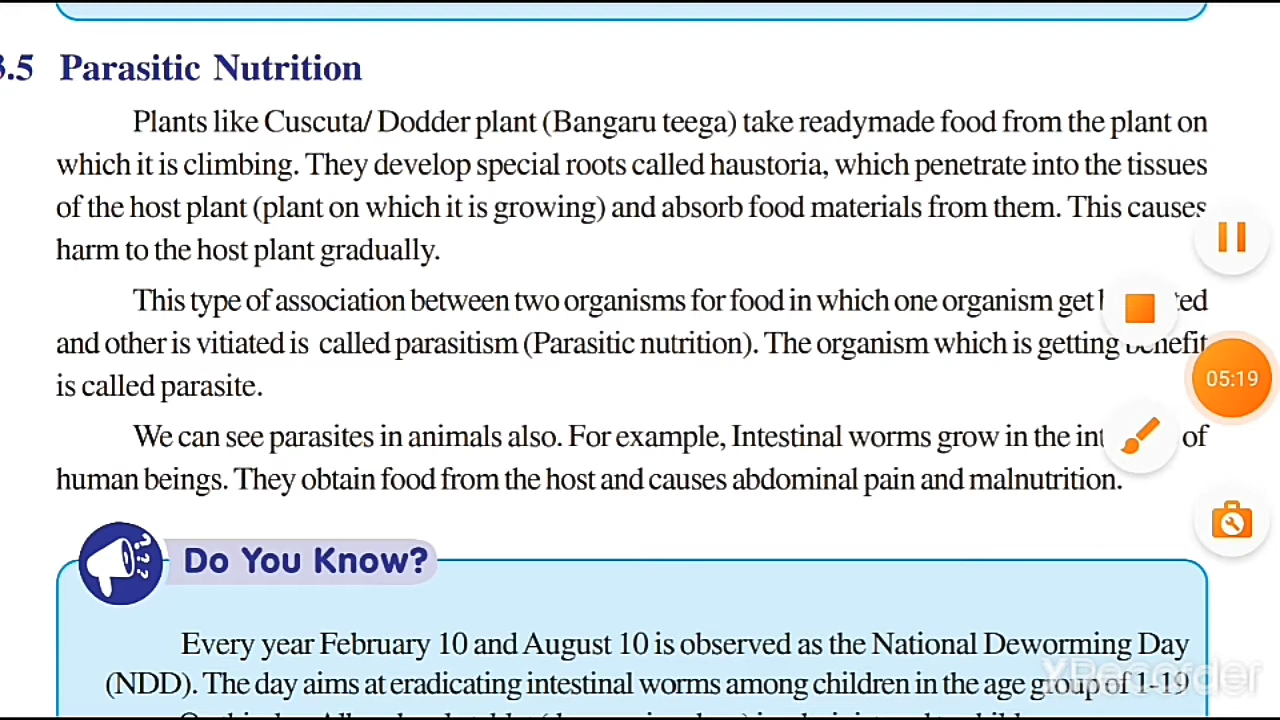 3.5 Parasitic Nutrition
Plants like Cuscuta/ Dodder plant (Bangaru teega) take readymade food from the plant on
which it is climbing. They develop special roots called haustoria, which penetrate into the tissues
of the host plant (plant on which it is growing) and absorb food materials from them. This causes
harm to the host plant gradually.
This type of association between two organisms for food in which one organism get
and other is vitiated is called parasitism (Parasitic nutrition). The organism which is getting benefit
is called parasite.
05:19
We can see parasites in animals also. For example, Intestinal worms grow in the of
human beings. They obtain food from the host and causes abdominal pain and malnutrition.
Do You Know?
Every year February 10 and August 10 is observed as the National Deworming Day
(NDD). The day aims at eradicating intestinal worms among children in the age group of 1-19
XRecorder